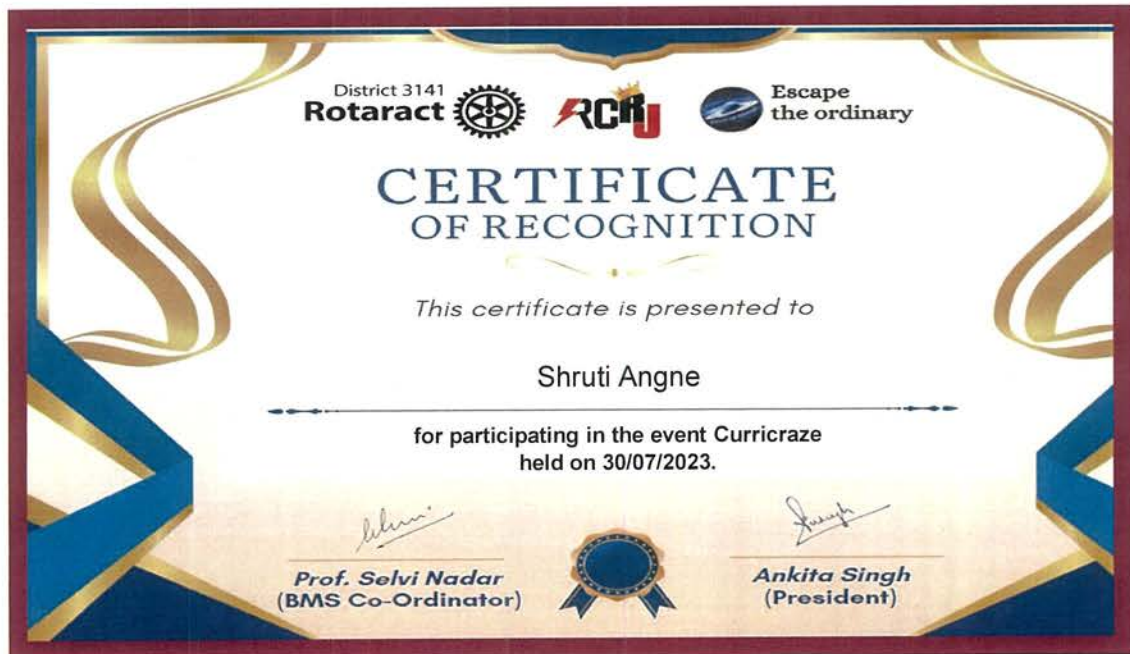 District 3141
Rotaract
RCRU
Escape
the ordinary
CERTIFICATE
OF RECOGNITION
This certificate is presented to
Shruti Angne
for participating in the event Curricraze
held on 30/07/2023.
Prof. Selvi Nadar
(BMS Co-Ordinator)
Ankita Singh
(President)